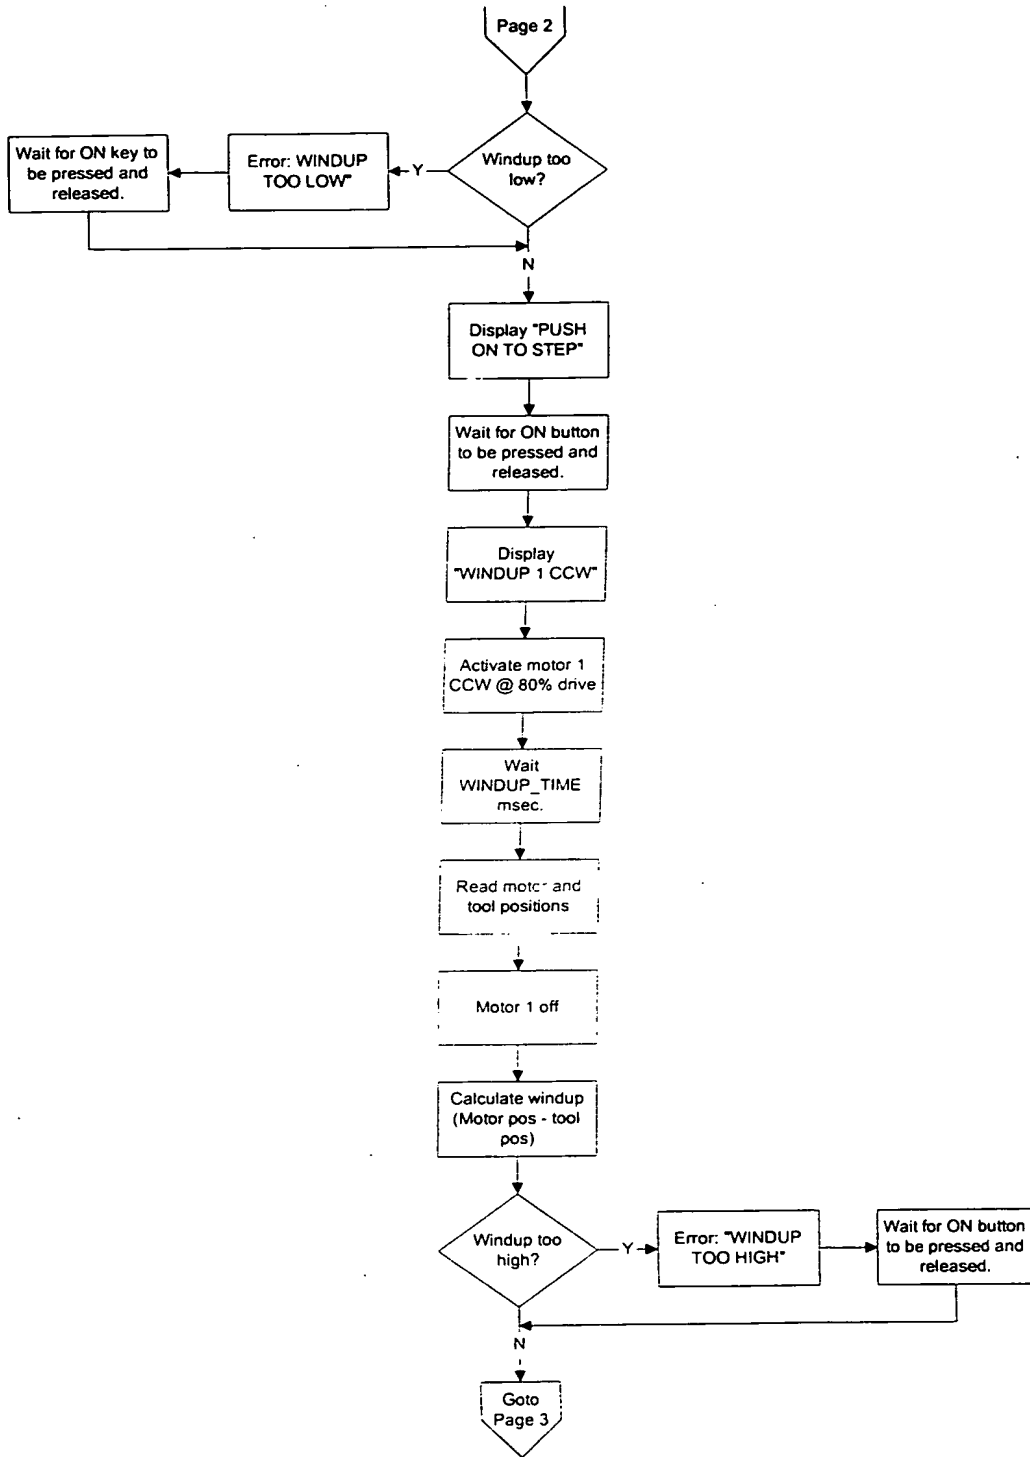 Page 2
Windup too
low?
Y
Error: WINDUP
TOO LOW"
Wait for ON key to
be pressed and
released.
N
Display "PUSH
ON TO STEP"
Wait for ON button
to be pressed and
released.
Display
"WINDUP 1 CCW"
Activate motor 1
CCW @ 80% drive
Wait
WINDUP_TIME
msec.
Read motor and
tool positions
Motor 1 off
Calculate windup
(Motor pos - tool
pos)
Windup too
high?
Y
Error: "WINDUP
TOO HIGH"
Wait for ON button
to be pressed and
released.
N
Goto
Page 3